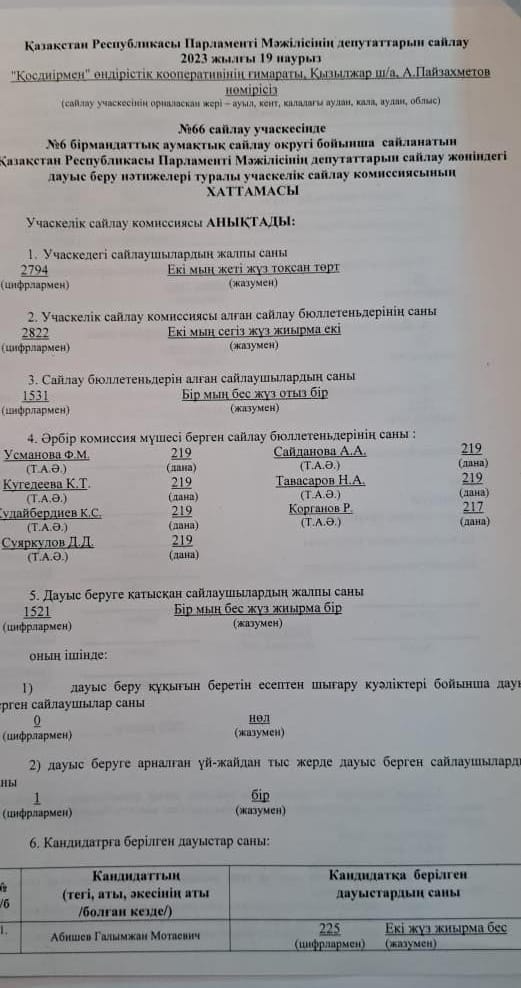 Қазақстан Республикасы Парламенті Мәжілісінің депутаттарын сайлау
2023 жылғы 19 наурыз
"Қосдиірмен" өндірістік кооперативінің ғимараты, Қызылжар ш/а, А.Пайзахметов
нөмірсіз
(сайлау учаскесінің орналасқан жері – ауыл, кент, қаладағы аудан, қала, аудан, облыс)
№66 сайлау учаскесінде
№6 бірмандаттық аумақтық сайлау округі бойынша сайланатын
Қазақстан Республикасы Парламенті Мәжілісінің депутаттарын сайлау жөніндегі
дауыс беру нәтижелері туралы учаскелік сайлау комиссиясының
ХАТТАМАСЫ
Учаскелік сайлау комиссиясы АНЫҚТАДЫ:
1. Учаскедегі сайлаушылардың жалпы саны
2794 Екі мың жеті жүз тоқсан төрт
(цифрлармен) (жазумен)
2. Учаскелік сайлау комиссиясы алған сайлау бюллетеньдерінің саны
2822 Екі мың сегіз жүз жиырма екі
(цифрлармен) (жазумен)
3. Сайлау бюллетеньдерін алған сайлаушылардың саны
1531 Бір мың бес жүз отыз бір
(цифрлармен) (жазумен)
4. Әрбір комиссия мүшесі берген сайлау бюллетеньдерінің саны :
Усманова Ф.М. 219 Сайданова А.А. 219
(Т.А.Ә.) (дана) (Т.А.Ә.) (дана)
Кугедеева К.Т. 219 Тавасаров Н.А. 219
(Т.А.Ә.) (дана) (Т.А.Ә.) (дана)
Кудайбердиев К.С. 219 Корганов Р. 217
(Т.А.Ә.) (дана) (Т.А.Ә.) (дана)
Суяркулов Д.Д. 219
(Т.А.Ә.) (дана)
5. Дауыс беруге қатысқан сайлаушылардың жалпы саны
1521 Бір мың бес жүз жиырма бір
(цифрлармен) (жазумен)
оның ішінде:
1) дауыс беру құқығын беретін есептен шығару куәліктері бойынша дауы
ерген сайлаушылар саны
0 нөл
(цифрлармен) (жазумен)
2) дауыс беруге арналған үй-жайдан тыс жерде дауыс берген сайлаушылард
ны
1 бір
(цифрлармен) (жазумен)
6. Кандидатрға берілген дауыстар саны:
№ Кандидаттың Кандидатқа берілген
/б (тегі, аты, әкесінің аты дауыстардың саны
/болған кезде/)
1. Абишев Галымжан Мотаевич 225 Екі жүз жиырма бес
(цифрлармен) (жазумен)